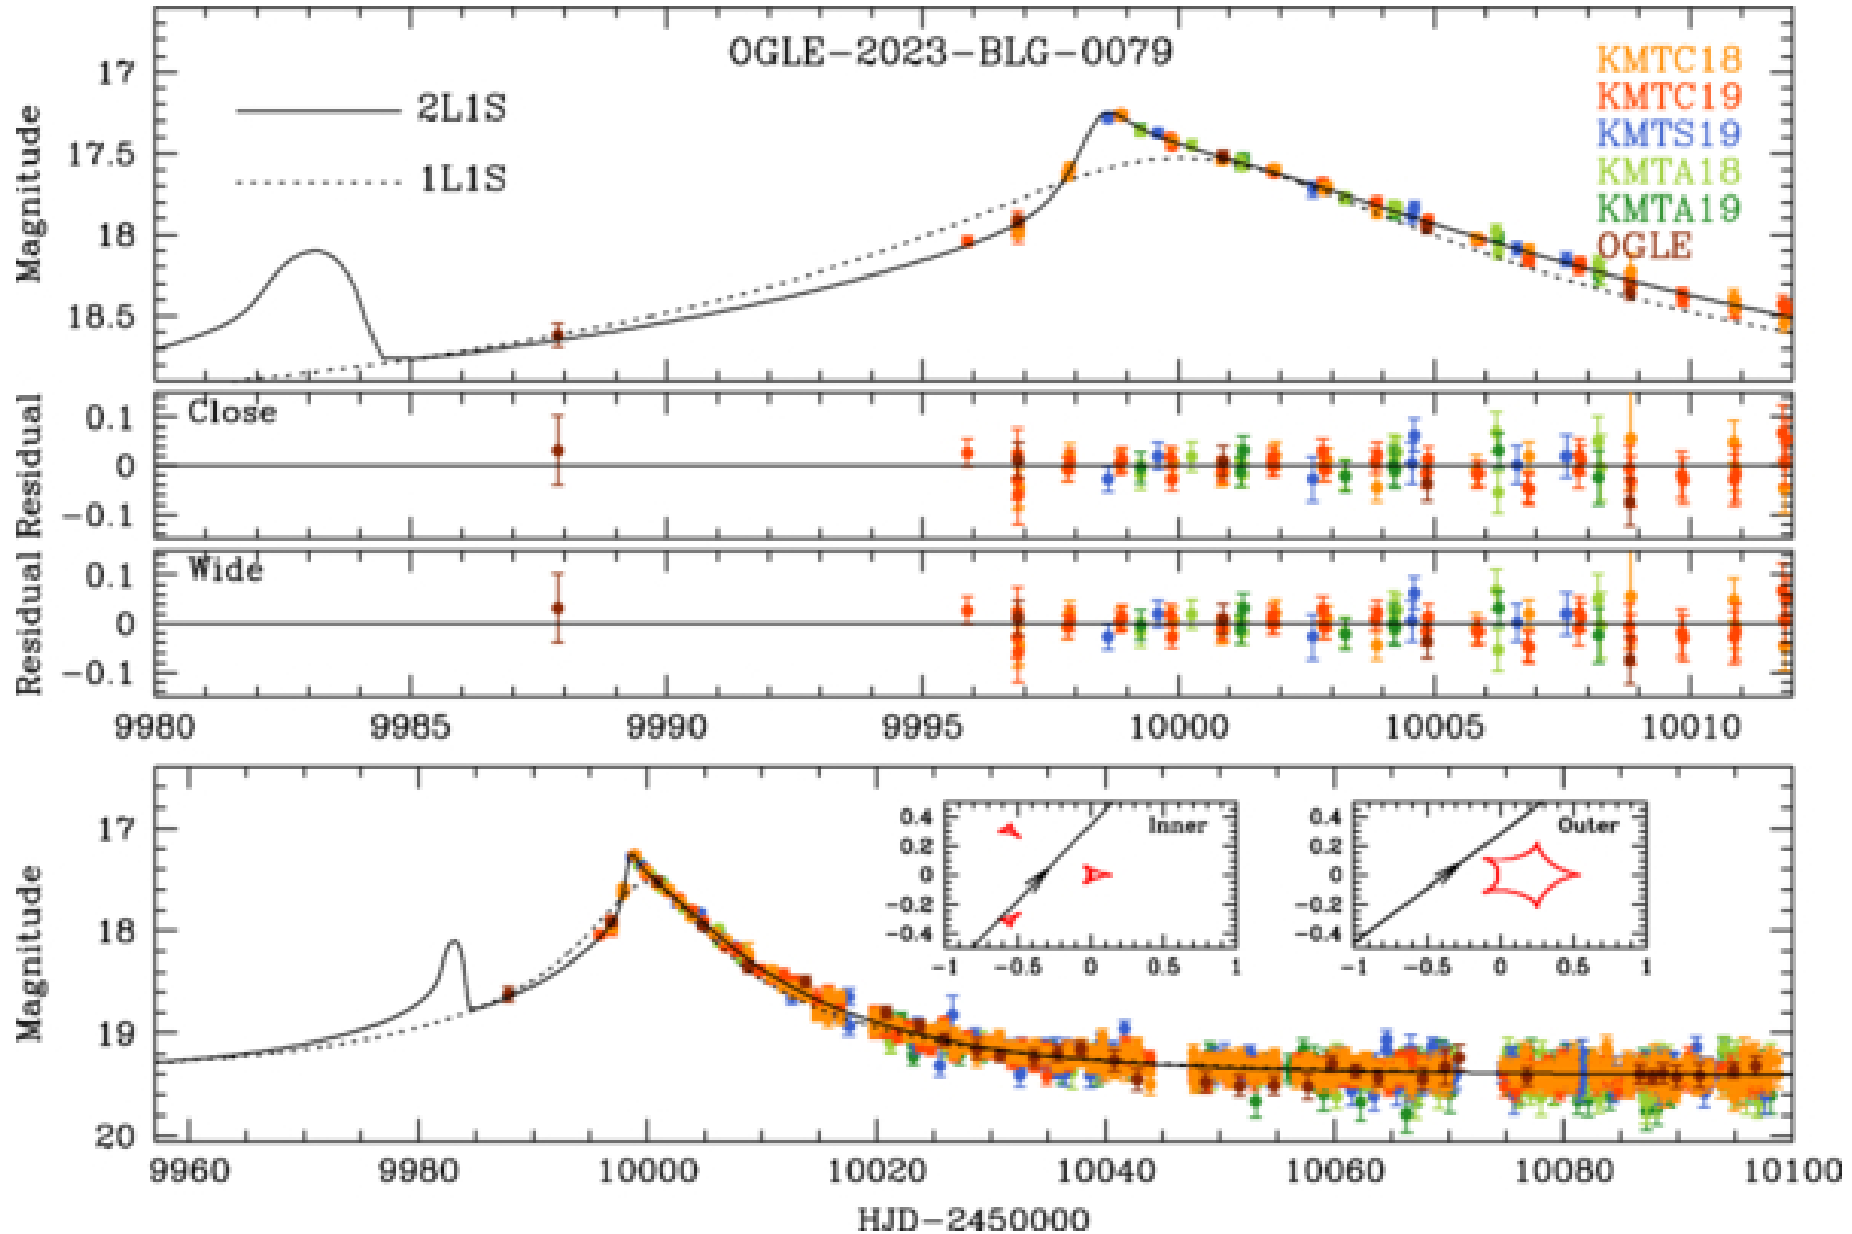 OGLE-2023-BLG-0079
2L1S
1L1S
KMTC18
KMTC19
KMTS19
KMTA18
KMTA19
OGLE
Magnitude
17
17.5
18
18.5
Close
Residual
0.1
0
-0.1
Wide
Residual
0.1
0
-0.1
9980 9985 9990 9995 10000 10005 10010
Magnitude
17
18
19
20
Inner
0.4
0.2
0
-0.2
-0.4
-1 -0.5 0 0.5 1
Outer
0.4
0.2
0
-0.2
-0.4
-1 -0.5 0 0.5 1
9960 9980 10000 10020 10040 10060 10080 10100
HJD-2450000